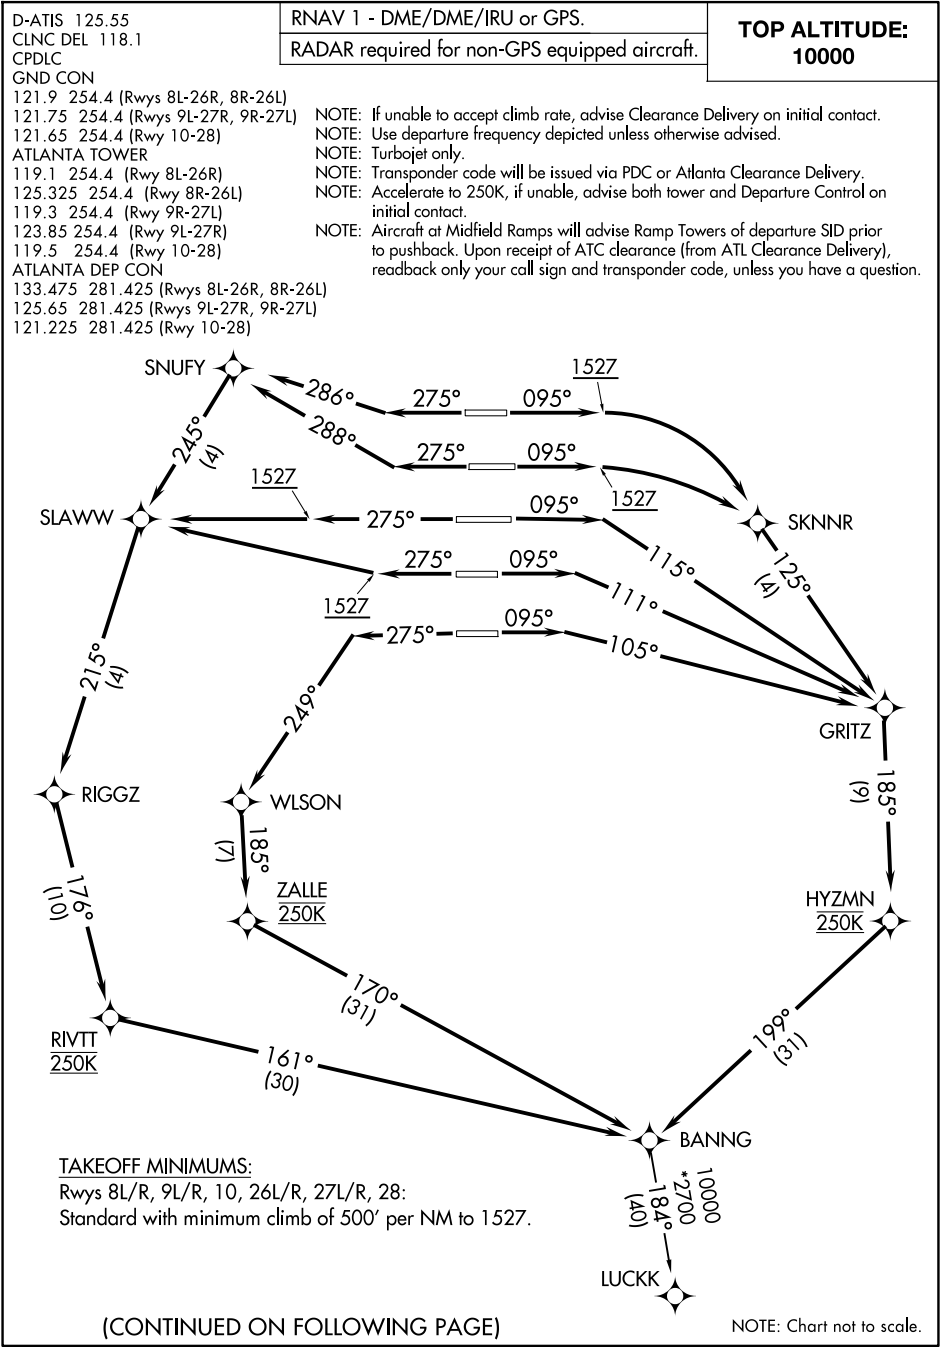 D-ATIS 125.55
CLNC DEL 118.1
CPDLC
GND CON
121.9 254.4 (Rwys 8L-26R, 8R-26L)
121.75 254.4 (Rwys 9L-27R, 9R-27L)
121.65 254.4 (Rwy 10-28)
ATLANTA TOWER
119.1 254.4 (Rwy 8L-26R)
125.325 254.4 (Rwy 8R-26L)
119.3 254.4 (Rwy 9R-27L)
123.85 254.4 (Rwy 9L-27R)
119.5 254.4 (Rwy 10-28)
ATLANTA DEP CON
133.475 281.425 (Rwys 8L-26R, 8R-26L)
125.65 281.425 (Rwys 9L-27R, 9R-27L)
121.225 281.425 (Rwy 10-28)
RNAV 1 - DME/DME/IRU or GPS.
RADAR required for non-GPS equipped aircraft.
TOP ALTITUDE:
10000
NOTE: If unable to accept climb rate, advise Clearance Delivery on initial contact.
NOTE: Use departure frequency depicted unless otherwise advised.
NOTE: Turbojet only.
NOTE: Transponder code will be issued via PDC or Atlanta Clearance Delivery.
NOTE: Accelerate to 250K, if unable, advise both tower and Departure Control on
initial contact.
NOTE: Aircraft at Midfield Ramps will advise Ramp Towers of departure SID prior
to pushback. Upon receipt of ATC clearance (from ATL Clearance Delivery),
readback only your call sign and transponder code, unless you have a question.
SNUFY
286°
275°
095°
1527
288°
275°
095°
1527
245°
(4)
1527
SLAWW
275°
095°
SKNNR
115°
125°
(4)
275°
095°
1527
111°
275°
095°
105°
215°
(4)
249°
GRITZ
RIGGZ
WLSON
185°
(9)
185°
(7)
176°
(10)
ZALLE
250K
HYZMN
250K
170°
(31)
199°
(31)
RIVTT
250K
161°
(30)
BANNG
10000
*2700
184°
(40)
LUCKK
TAKEOFF MINIMUMS:
Rwys 8L/R, 9L/R, 10, 26L/R, 27L/R, 28:
Standard with minimum climb of 500' per NM to 1527.
(CONTINUED ON FOLLOWING PAGE)
NOTE: Chart not to scale.